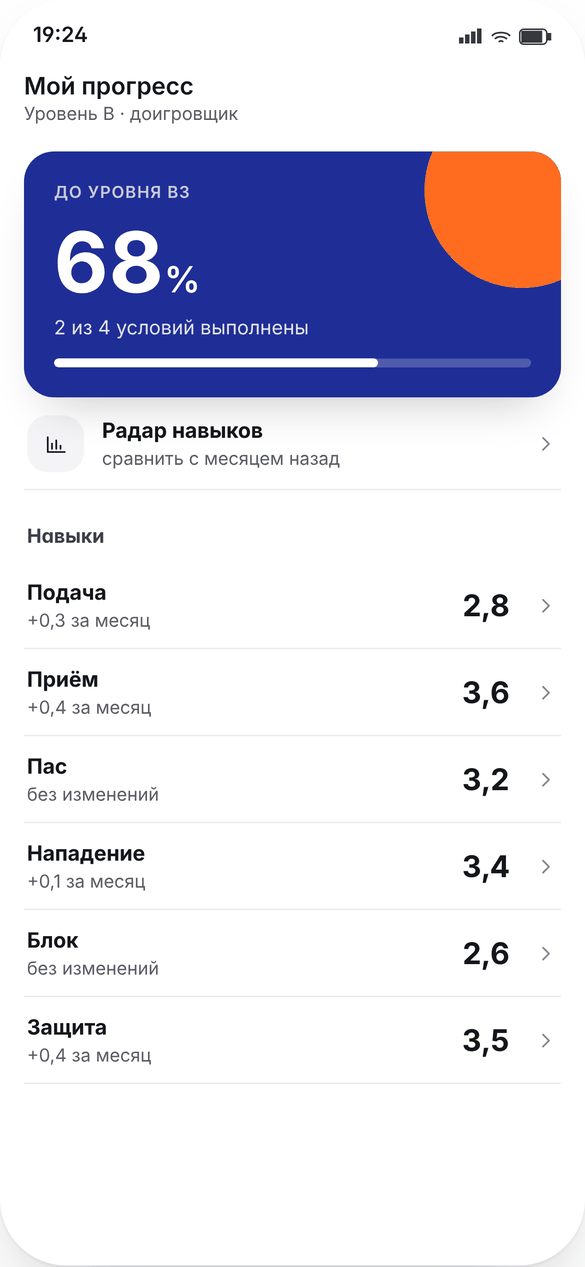 19:24
Мой прогресс
Уровень В · доигровщик
ДО УРОВНЯ В3
68%
2 из 4 условий выполнены
Радар навыков
сравнить с месяцем назад
Навыки
Подача
+0,3 за месяц
2,8
Приём
+0,4 за месяц
3,6
Пас
без изменений
3,2
Нападение
+0,1 за месяц
3,4
Блок
без изменений
2,6
Защита
+0,4 за месяц
3,5